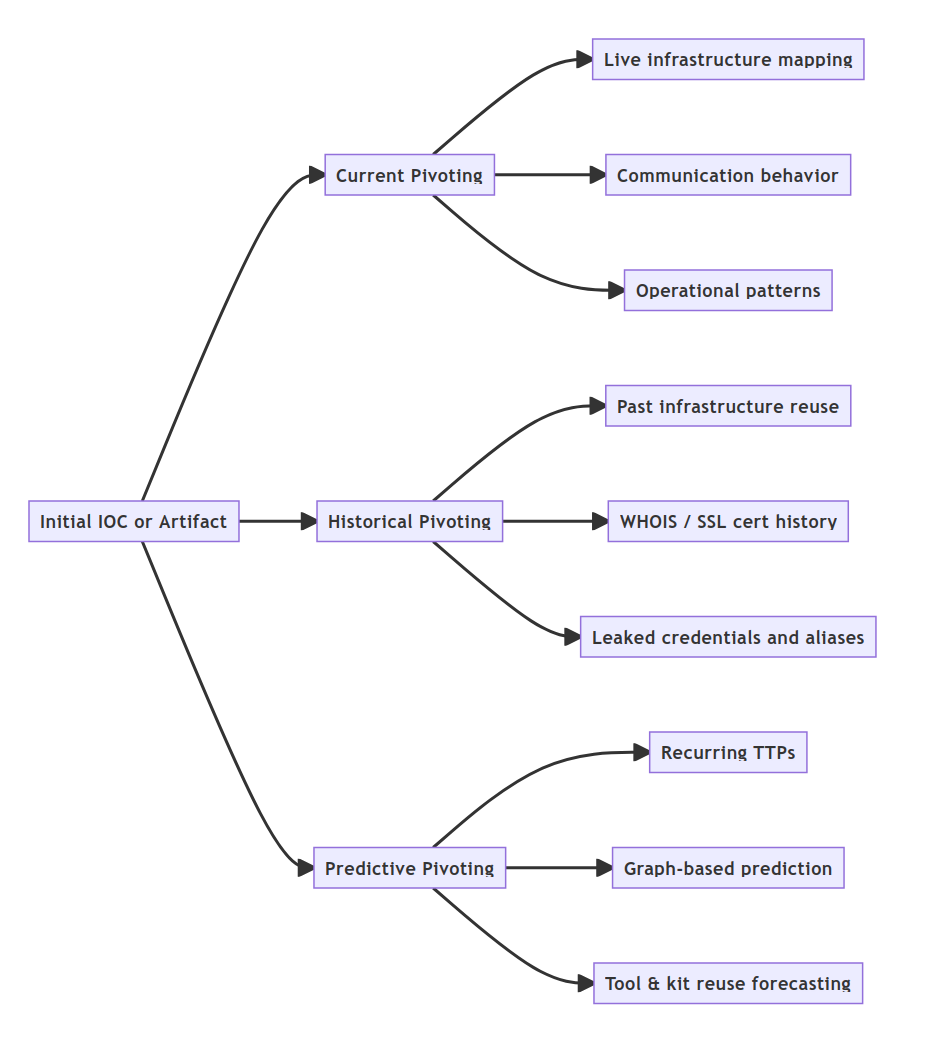 Live infrastructure mapping
Current Pivoting
Communication behavior
Operational patterns
Past infrastructure reuse
Initial IOC or Artifact
Historical Pivoting
WHOIS / SSL cert history
Leaked credentials and aliases
Recurring TTPs
Predictive Pivoting
Graph-based prediction
Tool & kit reuse forecasting